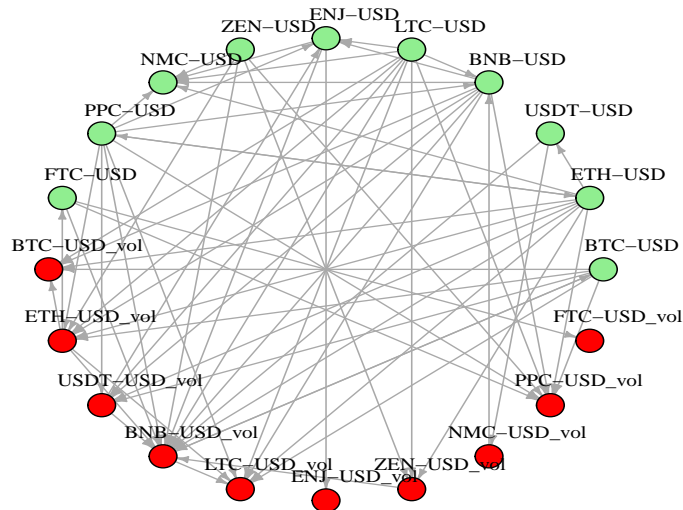 ENJ−USD
ZEN−USD
LTC−USD
NMC−USD
BNB−USD
PPC−USD
USDT−USD
FTC−USD
ETH−USD
BTC−USD_vol
BTC−USD
ETH−USD_vol
FTC−USD_vol
USDT−USD_vol
PPC−USD_vol
BNB−USD_vol
NMC−USD_vol
LTC−USD_vol
ENJ−USD_vol
ZEN−USD_vol